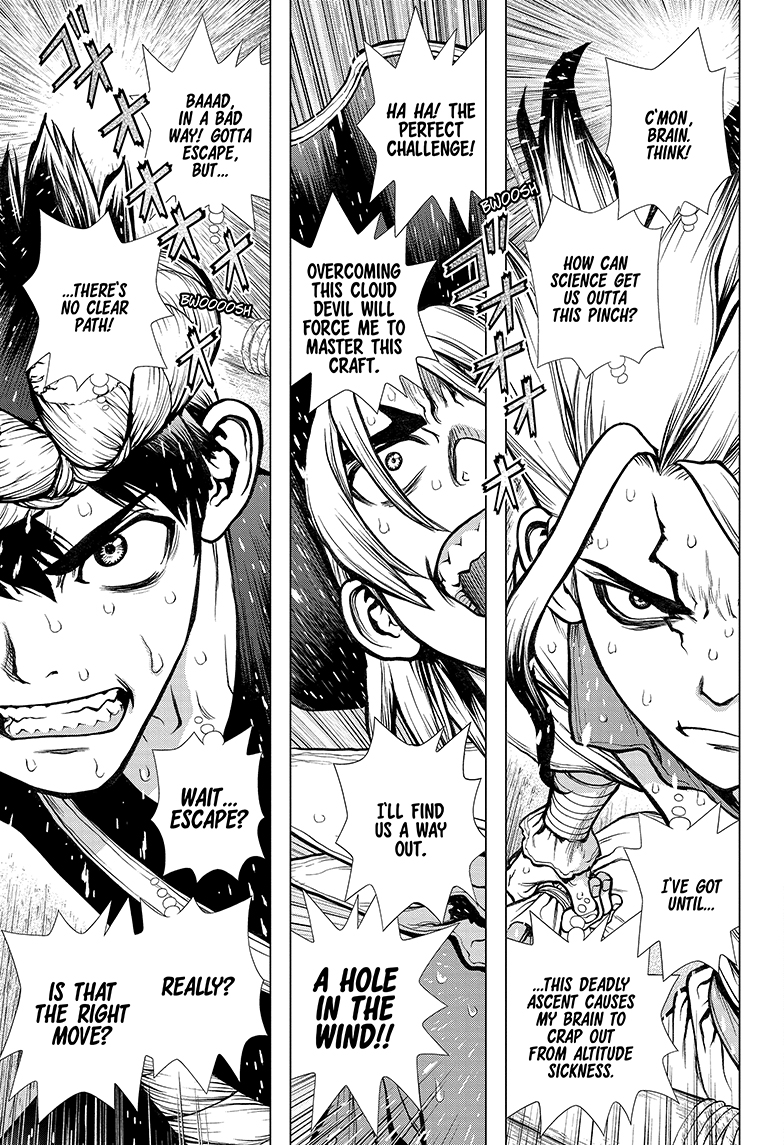 C'MON,
BRAIN.
THINK!
HOW CAN
SCIENCE GET
US OUTTA
THIS PINCH?
BWOOSH
ゴオオオオ
I'VE GOT
UNTIL...
...THIS DEADLY
ASCENT CAUSES
MY BRAIN TO
CRAP OUT
FROM ALTITUDE
SICKNESS.
HA HA! THE
PERFECT
CHALLENGE!
OVERCOMING
THIS CLOUD
DEVIL WILL
FORCE ME TO
MASTER THIS
CRAFT.
I'LL FIND
US A WAY
OUT.
A HOLE
IN THE
WIND!!
ゴオオオオオオ
BAAAD,
IN A BAD
WAY! GOTTA
ESCAPE,
BUT...
BWOOOOSH
...THERE'S
NO CLEAR
PATH!
WAIT...
ESCAPE?
REALLY?
IS THAT
THE RIGHT
MOVE?